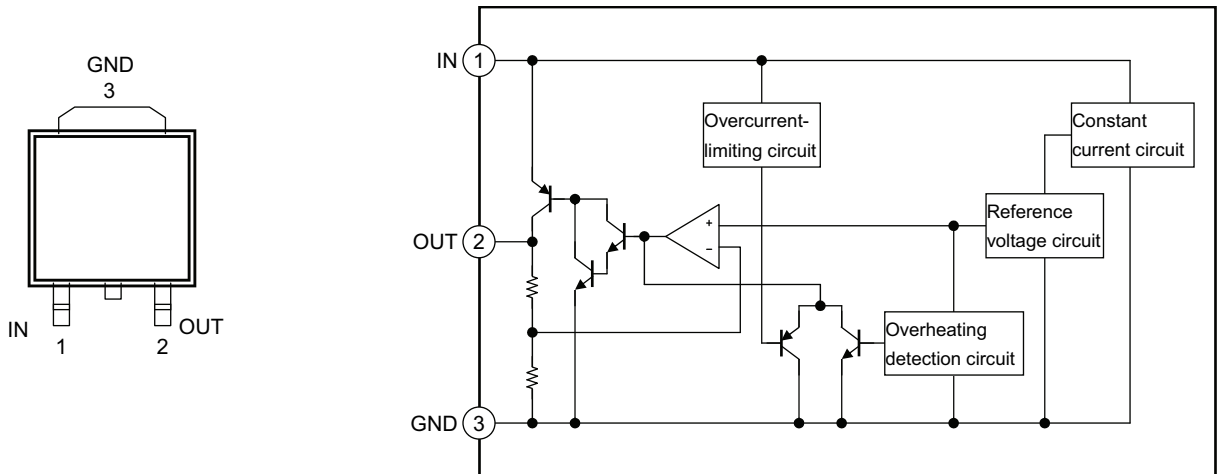 GND
3
IN
1
2
OUT
IN 1
OUT 2
GND 3
Overcurrent-
limiting circuit
Constant
current circuit
Reference
voltage circuit
+
−
Overheating
detection circuit